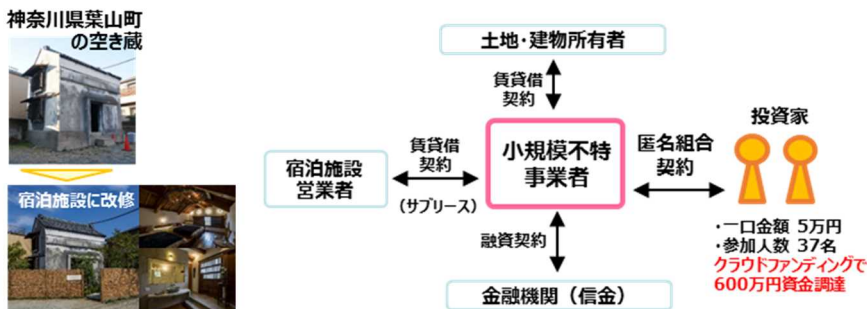 神奈川県葉山町
の空き蔵
宿泊施設に改修
土地・建物所有者
賃貸借
契約
宿泊施設
営業者
賃貸借
契約
(サブリース)
小規模不特
事業者
匿名組合
契約
投資家
・一口金額 5万円
・参加人数 37名
クラウドファンディングで
600万円資金調達
融資契約
金融機関(信金)